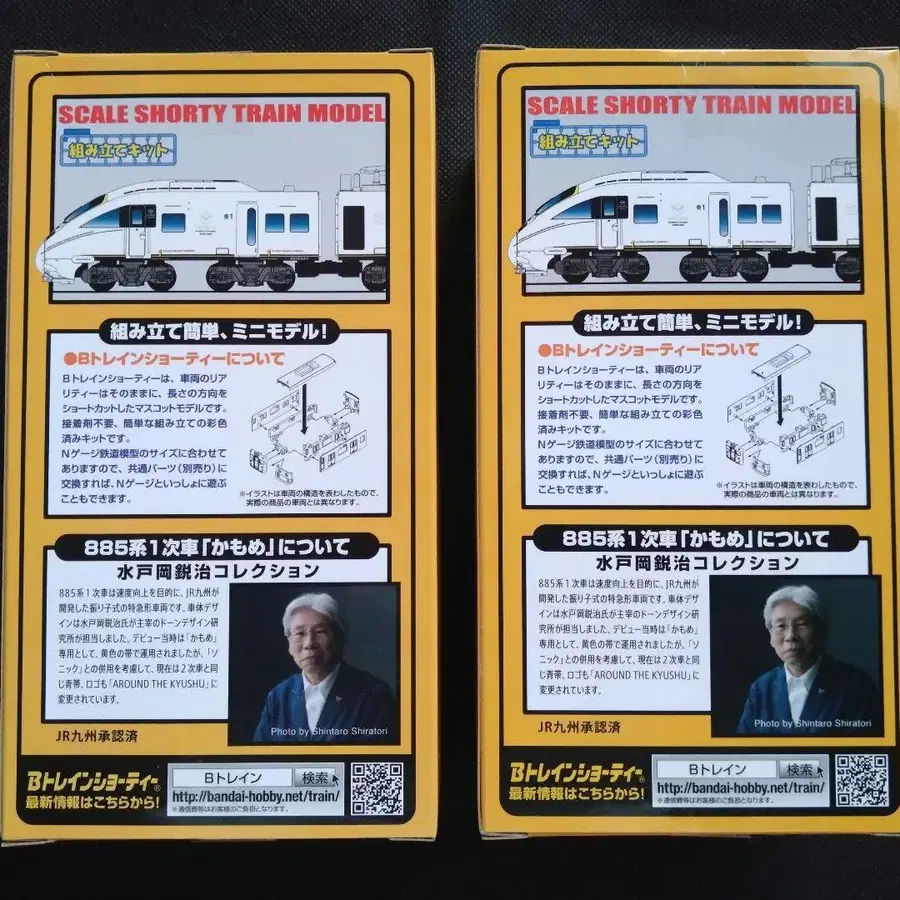 SCALE SHORTY TRAIN MODEL
組み立てキット
組み立て簡単、ミニモデル!
●Bトレインショーティーについて
Bトレインショーティーは、車両のリア
リティーはそのままに、長さの方向を
ショートカットしたマスコットモデルです。
接着剤不要、簡単な組み立ての彩色
済みキットです。
Nゲージ鉄道模型のサイズに合わせて
ありますので、共通パーツ(別売り)に
交換すれば、Nゲージといっしょに遊ぶ
こともできます。
※イラストは車両の構造を表わしたもので、
実際の商品の車両とは異なります。
885系1次車「かもめ」について
水戸岡鋭治コレクション
885系1次車は速度向上を目的に、JR九州が
開発した振り子式の特急形車両です。車体デザ
インは水戸岡鋭治氏が主宰のドーンデザイン研
究所が担当しました。デビュー当時は「かもめ」
専用として、黄色の帯で運用されましたが、「ソ
ニック」との併用を考慮して、現在は2次車と同
じ青帯、ロゴも「AROUND THE KYUSHU」に
変更されています。
Photo by Shintaro Shiratori
JR九州承認済
Bトレインショーティー®
最新情報はこちらから!
Bトレイン 検索
http://bandai-hobby.net/train/
※通信費等はお客様のご負担となります。
SCALE SHORTY TRAIN MODEL
組み立てキット
組み立て簡単、ミニモデル!
●Bトレインショーティーについて
Bトレインショーティーは、車両のリア
リティーはそのままに、長さの方向を
ショートカットしたマスコットモデルです。
接着剤不要、簡単な組み立ての彩色
済みキットです。
Nゲージ鉄道模型のサイズに合わせて
ありますので、共通パーツ(別売り)に
交換すれば、Nゲージといっしょに遊ぶ
こともできます。
※イラストは車両の構造を表わしたもので、
実際の商品の車両とは異なります。
885系1次車「かもめ」について
水戸岡鋭治コレクション
885系1次車は速度向上を目的に、JR九州が
開発した振り子式の特急形車両です。車体デザ
インは水戸岡鋭治氏が主宰のドーンデザイン
研究所が担当しました。デビュー当時は「かもめ」
専用として、黄色の帯で運用されましたが、「ソ
ニック」との併用を考慮して、現在は2次車と同
じ青帯、ロゴも「AROUND THE KYUSHU」に
変更されています。
Photo by Shintaro Shiratori
JR九州承認済
Bトレインショーティー®
最新情報はこちらから!
Bトレイン 検索
http://bandai-hobby.net/train/
※通信費等はお客様のご負担となります。